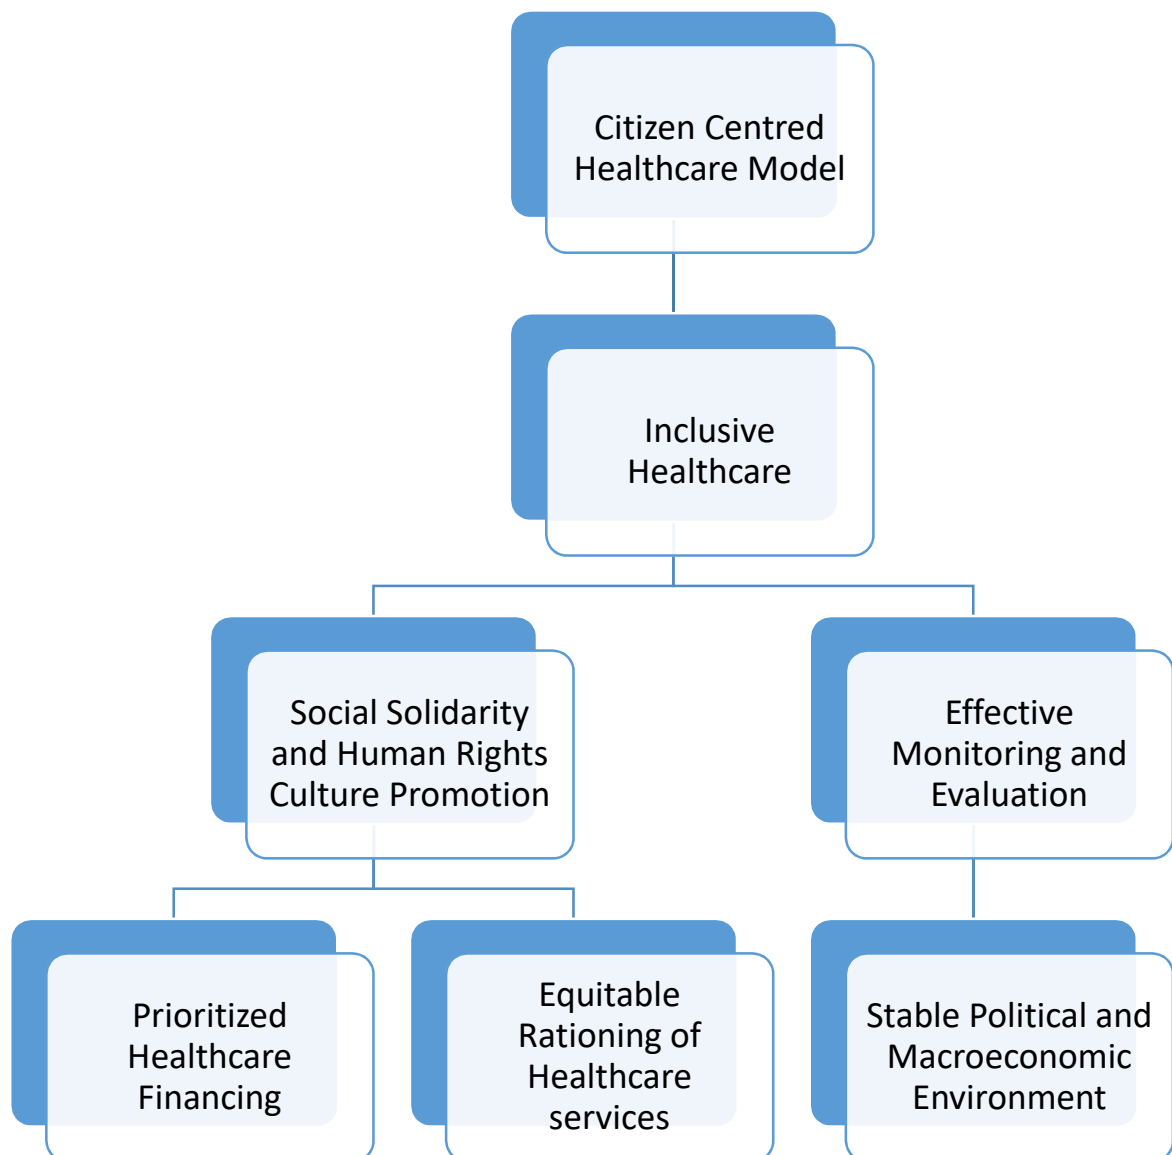 Citizen Centred
Healthcare Model
Inclusive
Healthcare
Social Solidarity
and Human Rights
Culture Promotion
Effective
Monitoring and
Evaluation
Prioritized
Healthcare
Financing
Equitable
Rationing of
Healthcare
services
Stable Political and
Macroeconomic
Environment